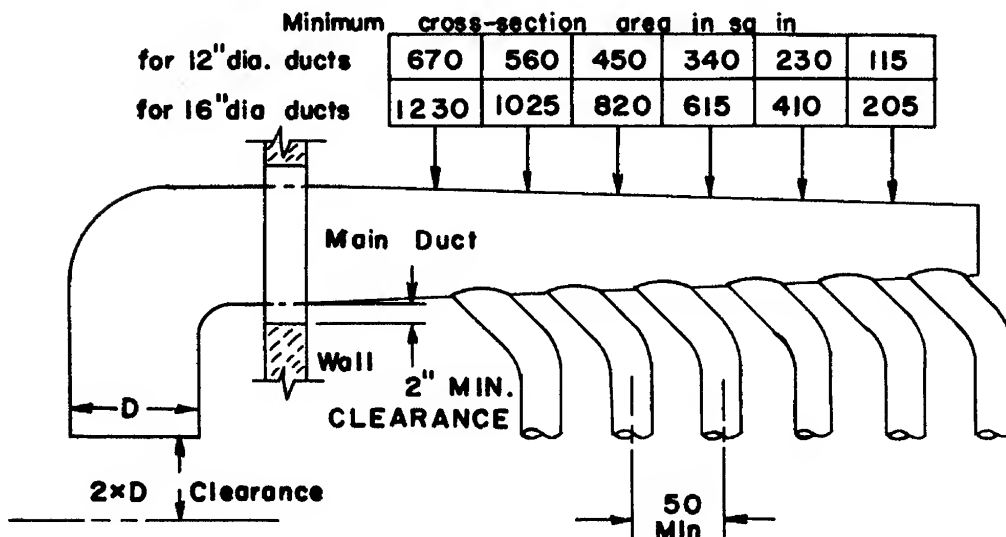 Minimum cross-section area in sq in
for 12" dia. ducts 670 560 450 340 230 115
for 16" dia ducts 1230 1025 820 615 410 205
Main Duct
Wall
2" MIN.
CLEARANCE
D
2×D Clearance
50
Min